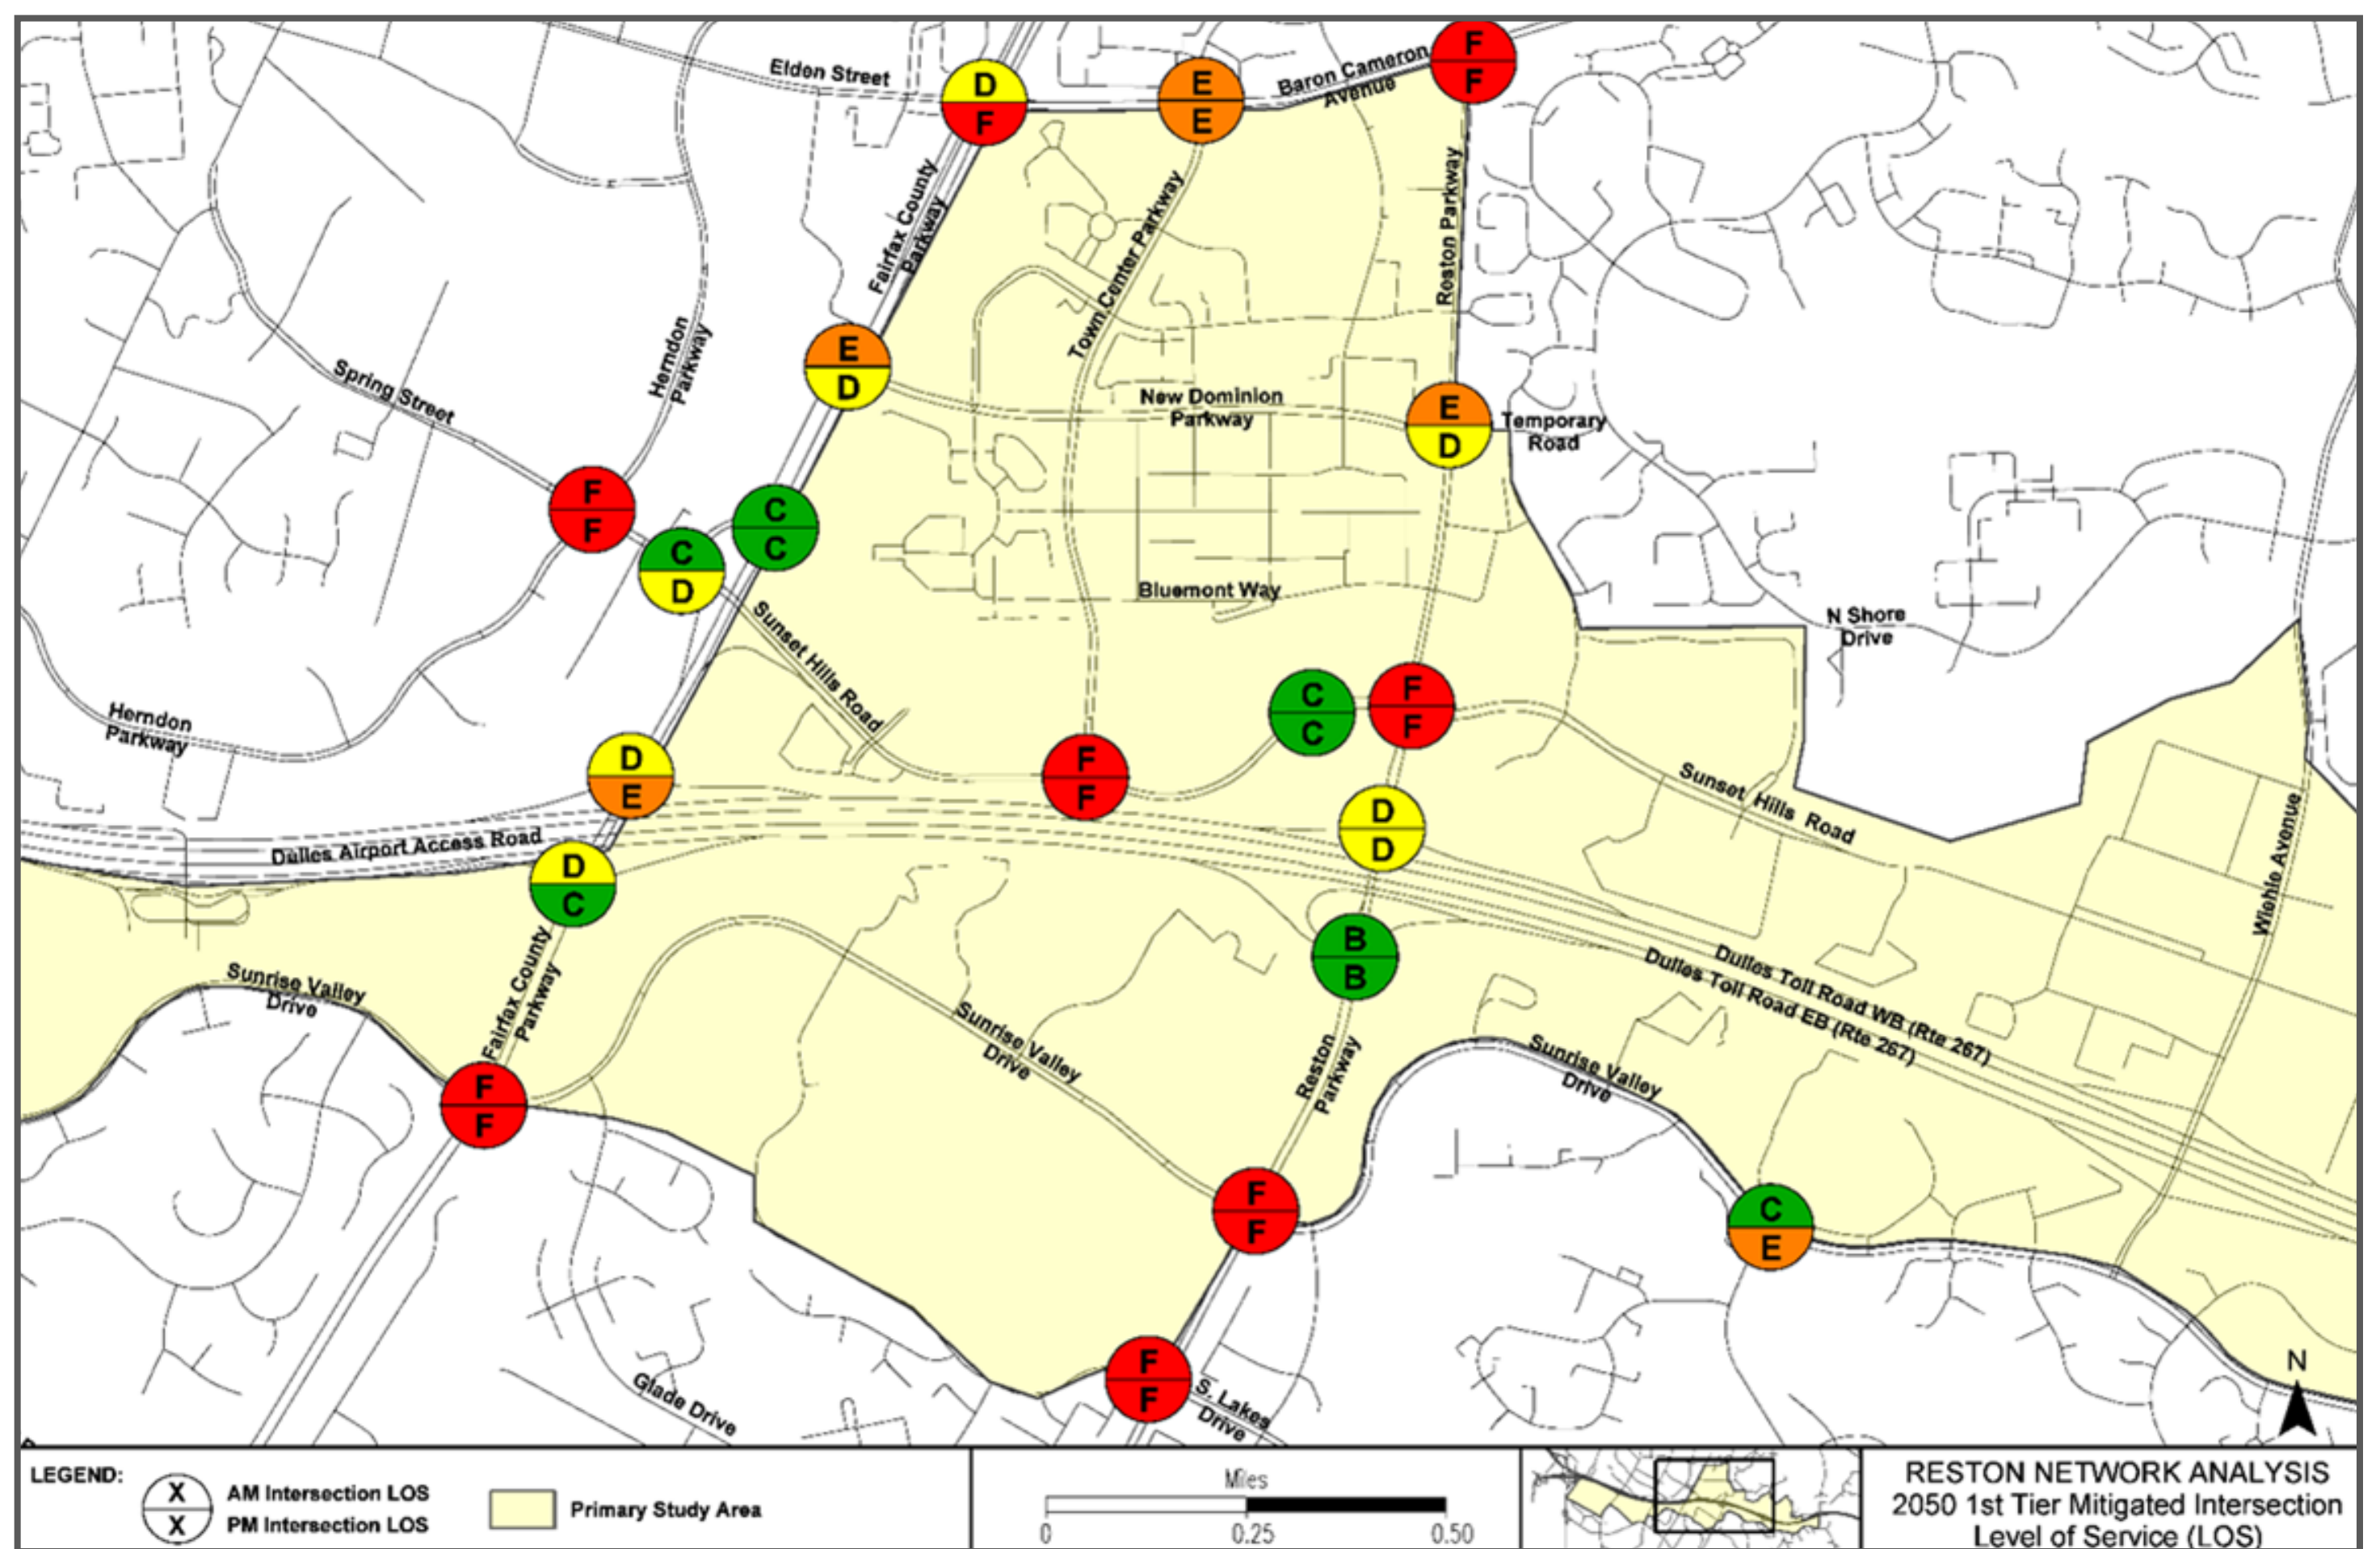 Elden Street
Baron Cameron
Avenue
F
F
D
F
E
E
Fairfax County
Parkway
Town Center Parkway
Reston Parkway
Herndon
Parkway
Spring Street
E
D
New Dominion
Parkway
E
D
Temporary
Road
F
F
C
C
C
D
Bluemont Way
Sunset Hills Road
N Shore
Drive
Herndon
Parkway
C
C
F
F
D
E
F
F
Sunset Hills Road
D
D
Wiehle Avenue
Dulles Airport Access Road
D
C
B
B
Dulles Toll Road WB (Rte 267)
Dulles Toll Road EB (Rte 267)
Sunrise Valley
Drive
Fairfax County
Parkway
Sunrise Valley
Drive
Reston
Parkway
Sunrise Valley
Drive
F
F
F
F
C
E
F
F
S. Lakes
Drive
Glade Drive
N
LEGEND:
X
X
AM Intersection LOS
PM Intersection LOS
Primary Study Area
Miles
0 0.25 0.50
RESTON NETWORK ANALYSIS
2050 1st Tier Mitigated Intersection
Level of Service (LOS)